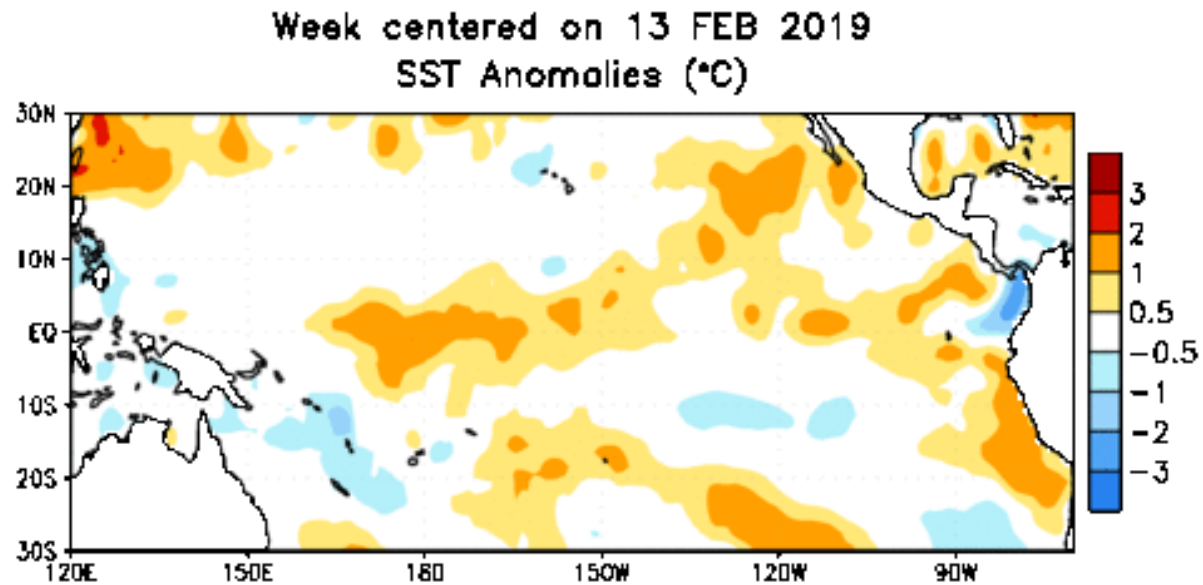 Week centered on 13 FEB 2019
SST Anomalies (°C)
30N
20N
10N
EQ
10S
20S
30S
120E 150E 180 150W 120W 90W
3
2
1
0.5
-0.5
-1
-2
-3